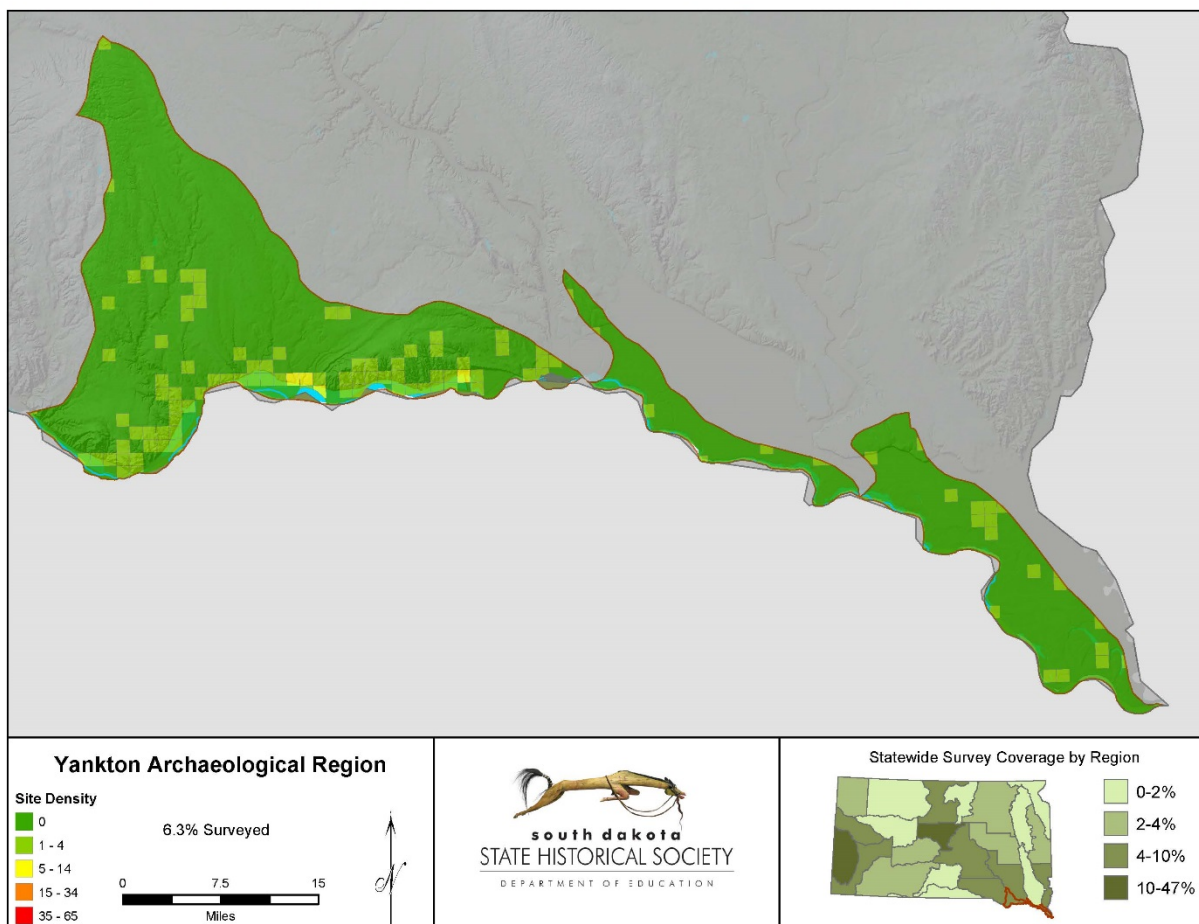 Yankton Archaeological Region
Site Density
0
1 - 4
5 - 14
15 - 34
35 - 65
6.3% Surveyed
N
0 7.5 15
Miles
south dakota
STATE HISTORICAL SOCIETY
DEPARTMENT OF EDUCATION
Statewide Survey Coverage by Region
0-2%
2-4%
4-10%
10-47%